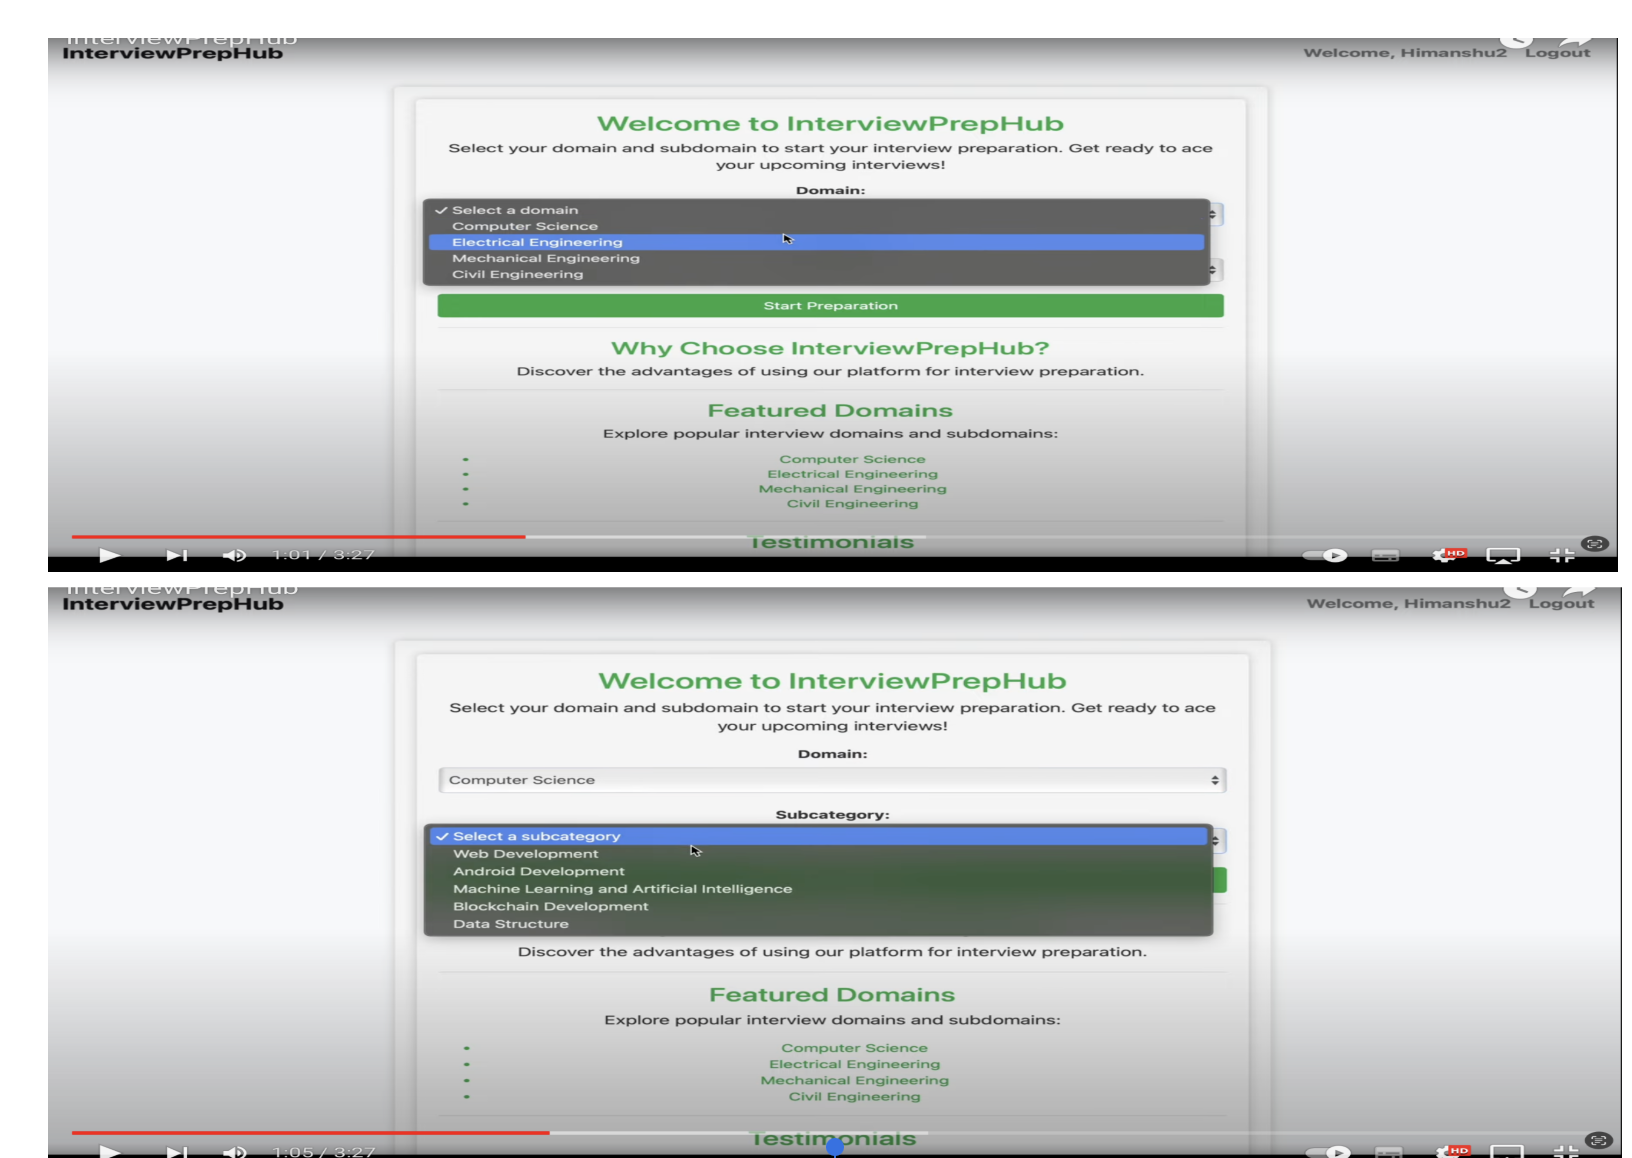 InterviewPrepHub
InterviewPrepHub
Welcome, Himanshu2 Logout
Welcome to InterviewPrepHub
Select your domain and subdomain to start your interview preparation. Get ready to ace
your upcoming interviews!
Domain:
✓ Select a domain
Computer Science
Electrical Engineering
Mechanical Engineering
Civil Engineering
Start Preparation
Why Choose InterviewPrepHub?
Discover the advantages of using our platform for interview preparation.
Featured Domains
Explore popular interview domains and subdomains:
• Computer Science
• Electrical Engineering
• Mechanical Engineering
• Civil Engineering
Testimonials
1:01 / 3:27
HD
InterviewPrepHub
InterviewPrepHub
Welcome, Himanshu2 Logout
Welcome to InterviewPrepHub
Select your domain and subdomain to start your interview preparation. Get ready to ace
your upcoming interviews!
Domain:
Computer Science
Subcategory:
✓ Select a subcategory
Web Development
Android Development
Machine Learning and Artificial Intelligence
Blockchain Development
Data Structure
Discover the advantages of using our platform for interview preparation.
Featured Domains
Explore popular interview domains and subdomains:
• Computer Science
• Electrical Engineering
• Mechanical Engineering
• Civil Engineering
Testimonials
1:05 / 3:27
HD